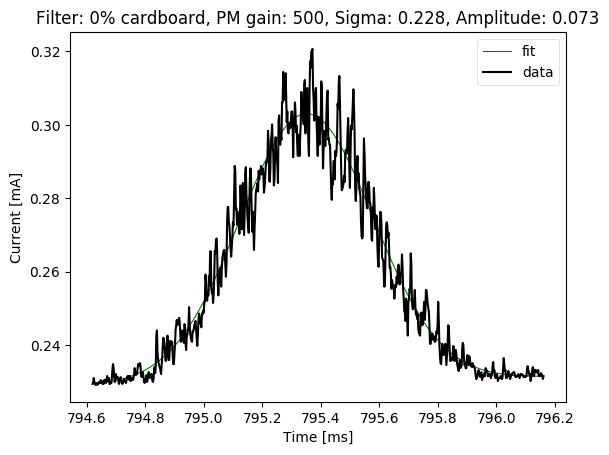 Filter: 0% cardboard, PM gain: 500, Sigma: 0.228, Amplitude: 0.073
fit
data
0.32
0.30
0.28
0.26
0.24
Current [mA]
794.6 794.8 795.0 795.2 795.4 795.6 795.8 796.0 796.2
Time [ms]